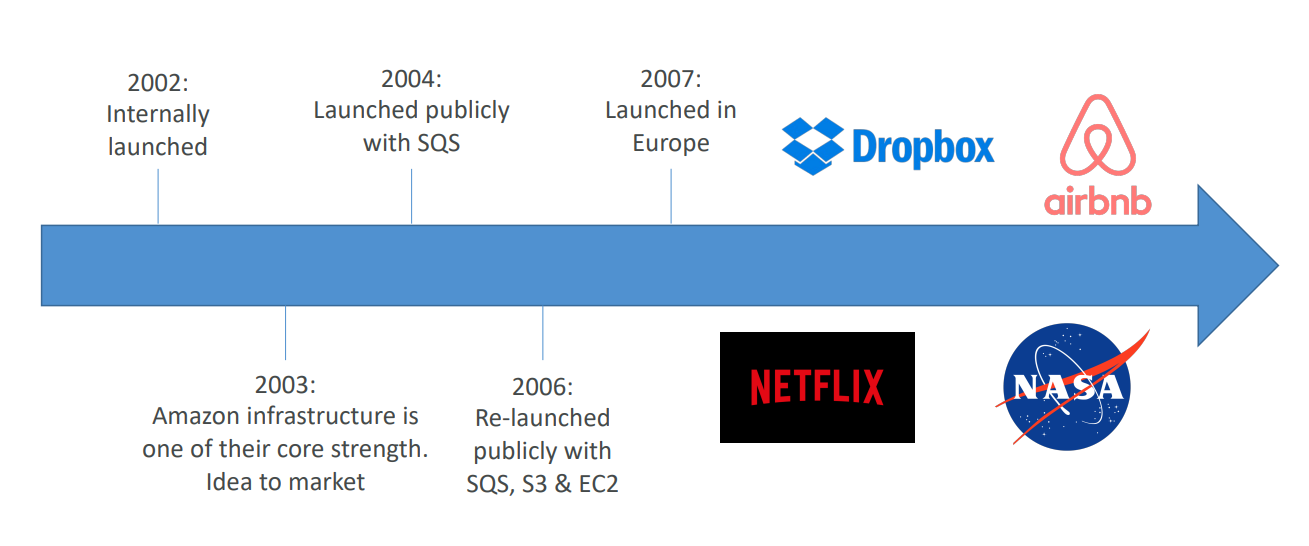 2002:
Internally
launched
2004:
Launched publicly
with SQS
2007:
Launched in
Europe
Dropbox
airbnb
2003:
Amazon infrastructure is
one of their core strength.
Idea to market
2006:
Re-launched
publicly with
SQS, S3 & EC2
NETFLIX
NASA